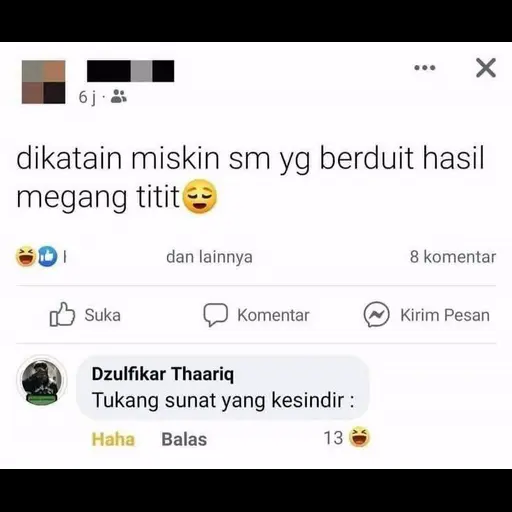 6 j ·
dikatain miskin sm yg berduit hasil
megang titit😌
dan lainnya
8 komentar
Suka
Komentar
Kirim Pesan
Dzulfikar Thaariq
Tukang sunat yang kesindir :
Haha Balas 13